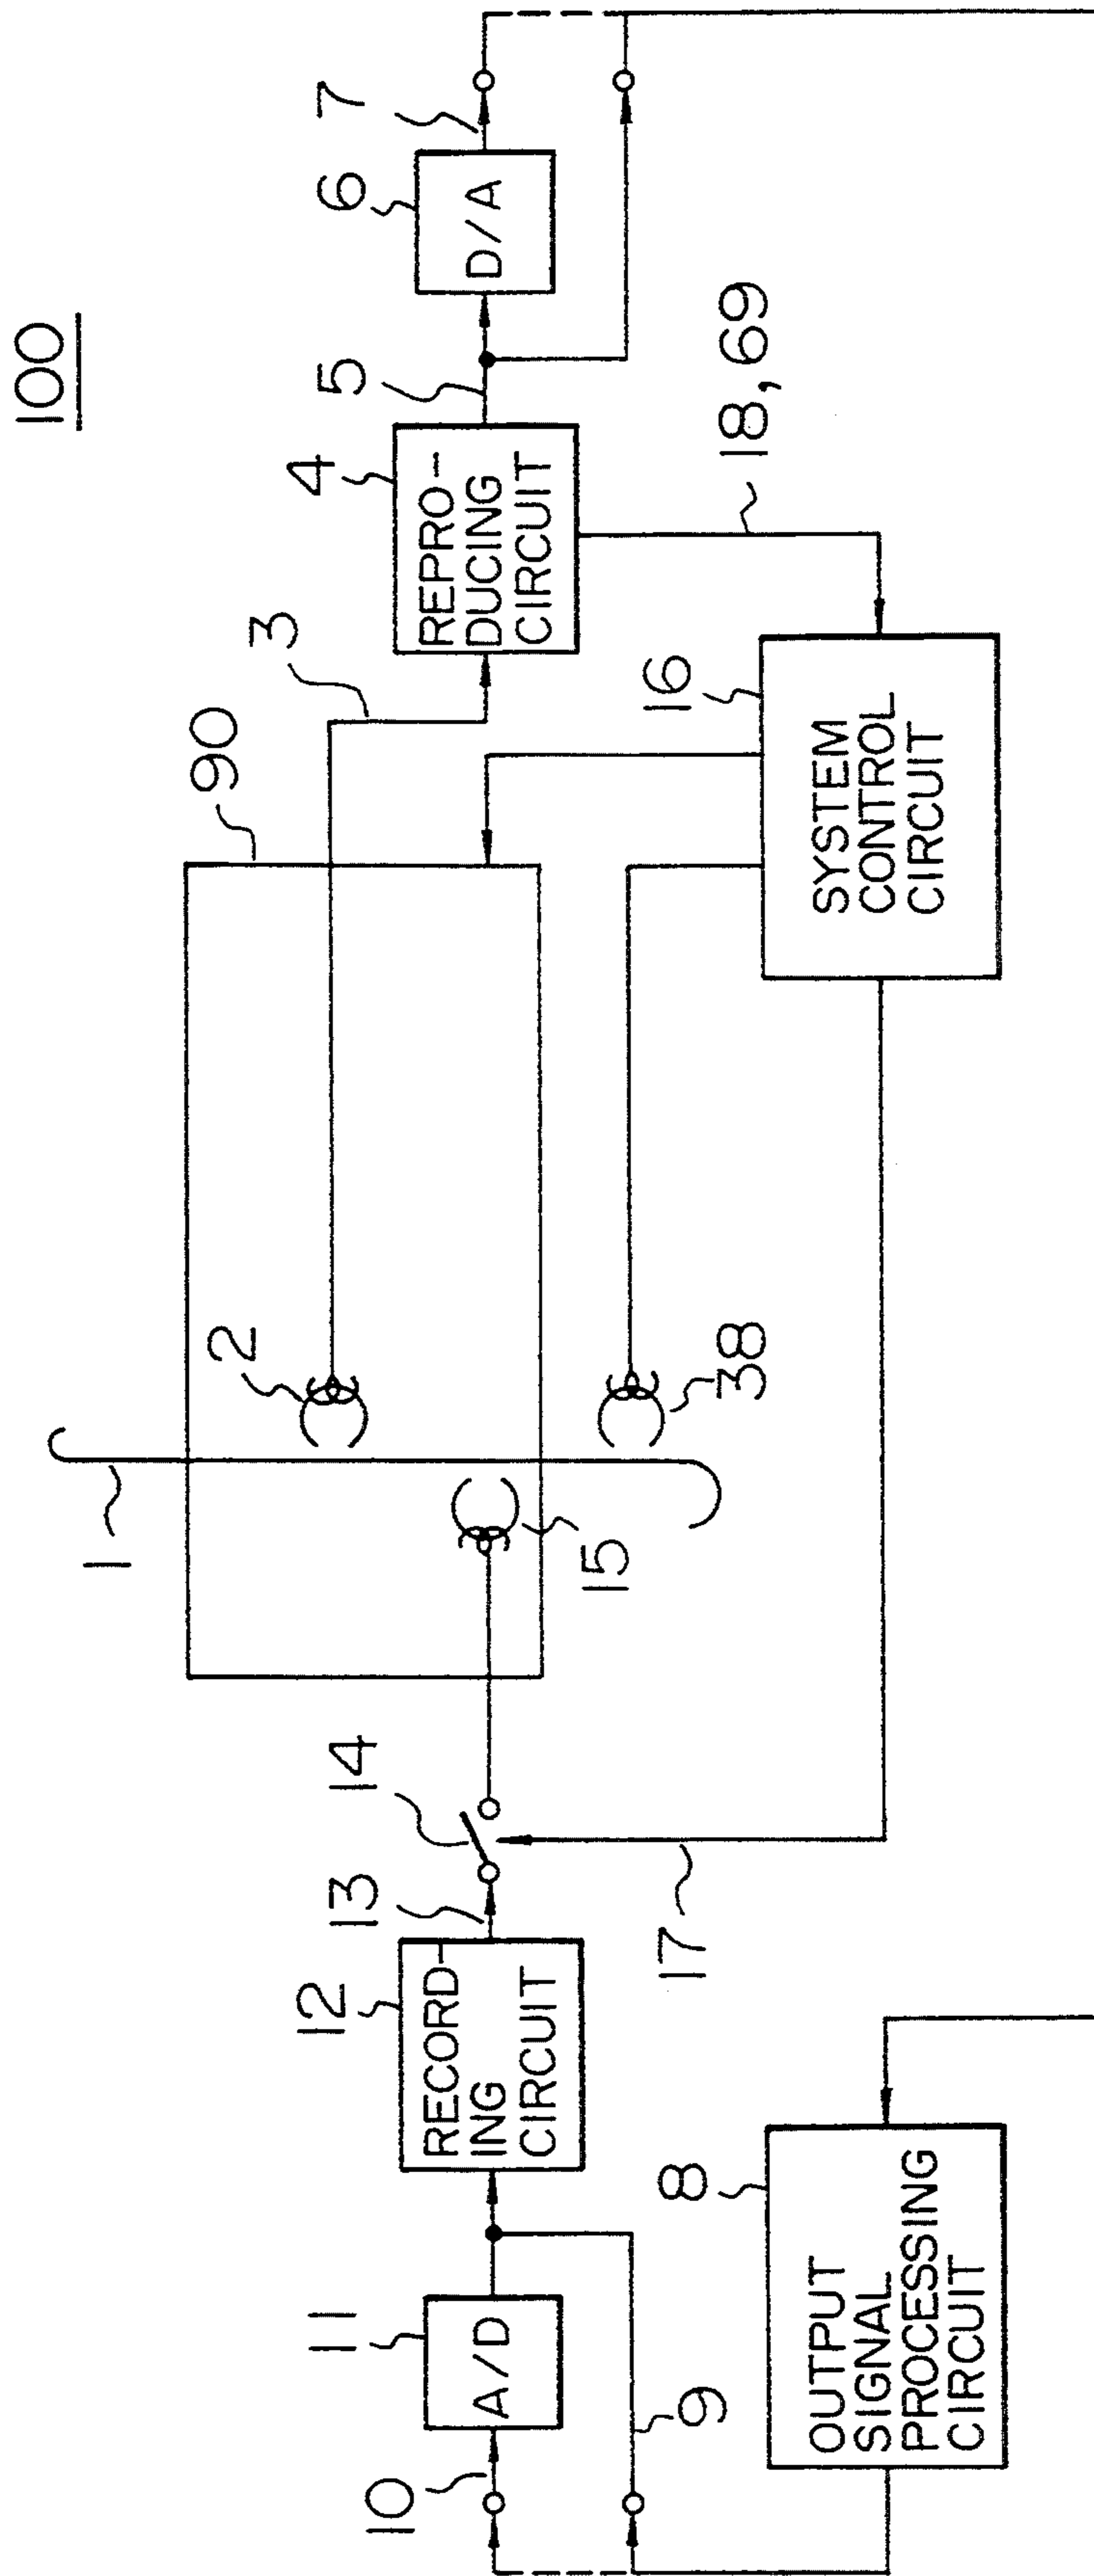 100
1
2
90
3
4
REPRO-
DUCING
CIRCUIT
5
6
D/A
7
18, 69
16
SYSTEM
CONTROL
CIRCUIT
38
15
14
17
13
12
RECORD-
ING
CIRCUIT
11
A/D
10
9
8
OUTPUT
SIGNAL
PROCESSING
CIRCUIT